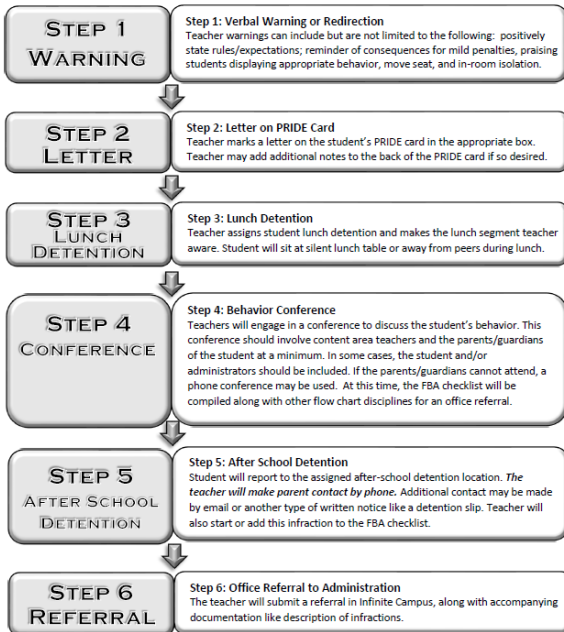 STEP 1
WARNING
Step 1: Verbal Warning or Redirection
Teacher warnings can include but are not limited to the following:  positively
state rules/expectations; reminder of consequences for mild penalties, praising
students displaying appropriate behavior, move seat, and in-room isolation.
STEP 2
LETTER
Step 2: Letter on PRIDE Card
Teacher marks a letter on the student's PRIDE card in the appropriate box.
Teacher may add additional notes to the back of the PRIDE card if so desired.
STEP 3
LUNCH
DETENTION
Step 3: Lunch Detention
Teacher assigns student lunch detention and makes the lunch segment teacher
aware. Student will sit at silent lunch table or away from peers during lunch.
STEP 4
CONFERENCE
Step 4: Behavior Conference
Teachers will engage in a conference to discuss the student's behavior. This
conference should involve content area teachers and the parents/guardians
of the student at a minimum. In some cases, the student and/or
administrators should be included. If the parents/guardians cannot attend, a
phone conference may be used.  At this time, the FBA checklist will be
compiled along with other flow chart disciplines for an office referral.
STEP 5
AFTER SCHOOL
DETENTION
Step 5: After School Detention
Student will report to the assigned after-school detention location. The
teacher will make parent contact by phone. Additional contact may be made
by email or another type of written notice like a detention slip. Teacher will
also start or add this infraction to the FBA checklist.
STEP 6
REFERRAL
Step 6: Office Referral to Administration
The teacher will submit a referral in Infinite Campus, along with accompanying
documentation like description of infractions.